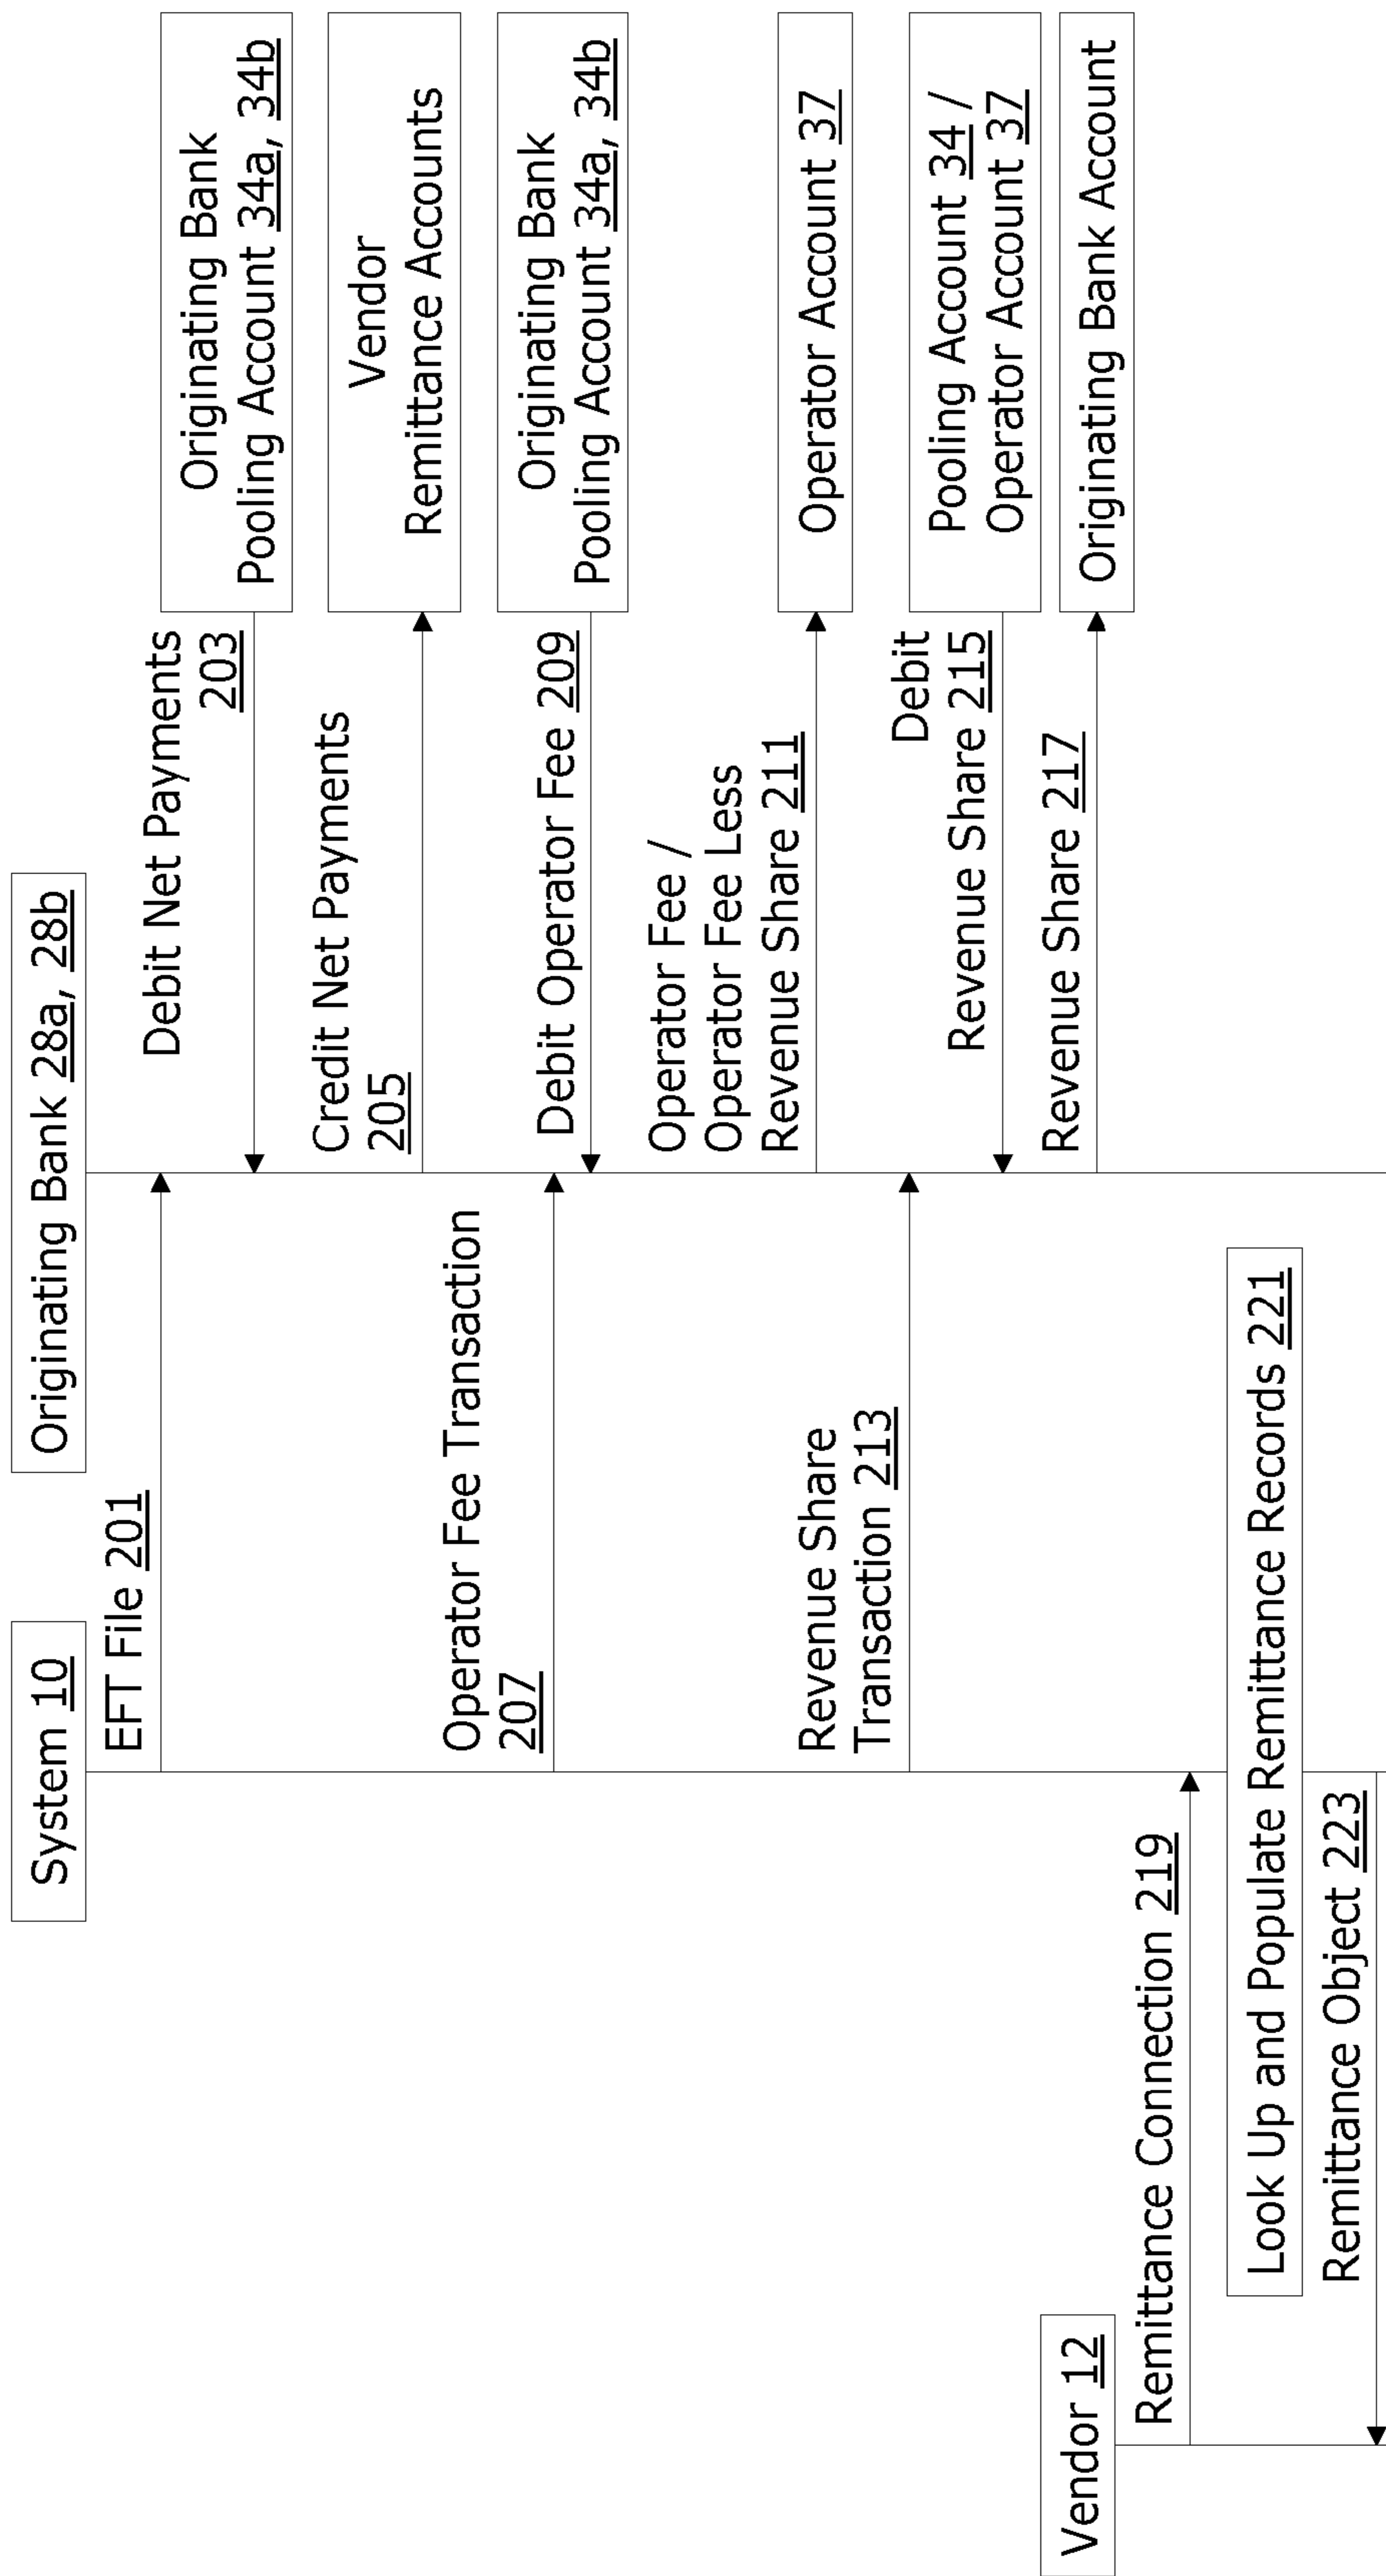 System 10
Originating Bank 28a, 28b
EFT File 201
Debit Net Payments
203
Originating Bank
Pooling Account 34a, 34b
Credit Net Payments
205
Vendor
Remittance Accounts
Operator Fee Transaction
207
Debit Operator Fee 209
Originating Bank
Pooling Account 34a, 34b
Operator Fee /
Operator Fee Less
Revenue Share 211
Operator Account 37
Revenue Share
Transaction 213
Debit
Revenue Share 215
Pooling Account 34 /
Operator Account 37
Revenue Share 217
Originating Bank Account
Vendor 12
Remittance Connection 219
Look Up and Populate Remittance Records 221
Remittance Object 223